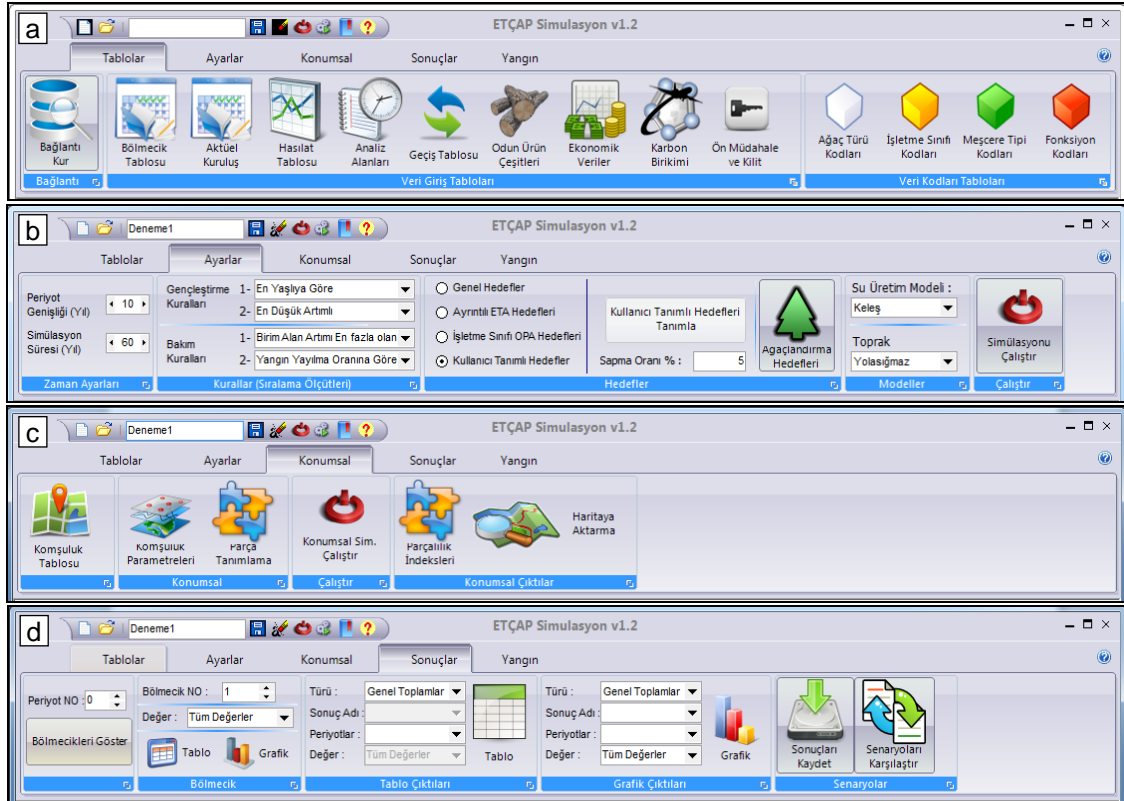 a
ETÇAP Simulasyon v1.2
Tablolar Ayarlar Konumsal Sonuçlar Yangın
Bağlantı Kur
Bölmecik Tablosu
Aktüel Kuruluş
Hasılat Tablosu
Analiz Alanları
Geçiş Tablosu
Odun Ürün Çeşitleri
Ekonomik Veriler
Karbon Birikimi
Ön Müdahale ve Kilit
Ağaç Türü Kodları
İşletme Sınıfı Kodları
Meşcere Tipi Kodları
Fonksiyon Kodları
Bağlantı
Veri Giriş Tabloları
Veri Kodları Tabloları
b
Deneme1
ETÇAP Simulasyon v1.2
Tablolar Ayarlar Konumsal Sonuçlar Yangın
Periyot Genişliği (Yıl) 10
Simülasyon Süresi (Yıl) 60
Zaman Ayarları
Gençleştirme Kuralları
1- En Yaşlıya Göre
2- En Düşük Artımlı
Bakım Kuralları
1- Birim Alan Artımı En fazla olan
2- Yangın Yayılma Oranına Göre
Kurallar (Sıralama Ölçütleri)
Genel Hedefler
Ayrıntılı ETA Hedefleri
İşletme Sınıfı OPA Hedefleri
Kullanıcı Tanımlı Hedefler
Kullanıcı Tanımlı Hedefleri Tanımla
Sapma Oranı % : 5
Ağaçlandırma Hedefleri
Hedefler
Su Üretim Modeli :
Keleş
Toprak
Yolasığmaz
Modeller
Simülasyonu Çalıştır
Çalıştır
c
Deneme1
ETÇAP Simulasyon v1.2
Tablolar Ayarlar Konumsal Sonuçlar Yangın
Komşuluk Tablosu
Komşuluk Parametreleri
Parça Tanımlama
Konumsal
Konumsal Sim. Çalıştır
Çalıştır
Parçalılık İndeksleri
Haritaya Aktarma
Konumsal Çıktılar
d
Deneme1
ETÇAP Simulasyon v1.2
Tablolar Ayarlar Konumsal Sonuçlar Yangın
Periyot NO : 0
Bölmecikleri Göster
Bölmecik NO : 1
Değer : Tüm Değerler
Tablo Grafik
Bölmecik
Türü : Genel Toplamlar
Sonuç Adı :
Periyotlar :
Değer : Tüm Değerler
Tablo
Tablo Çıktıları
Türü : Genel Toplamlar
Sonuç Adı :
Periyotlar :
Değer : Tüm Değerler
Grafik
Grafik Çıktıları
Sonuçları Kaydet
Senaryoları Karşılaştır
Senaryolar